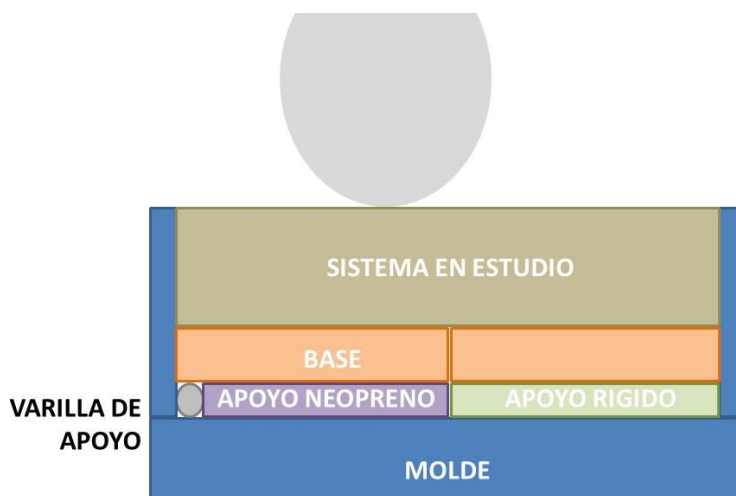 SISTEMA EN ESTUDIO
BASE
VARILLA DE
APOYO
APOYO NEOPRENO
APOYO RIGIDO
MOLDE